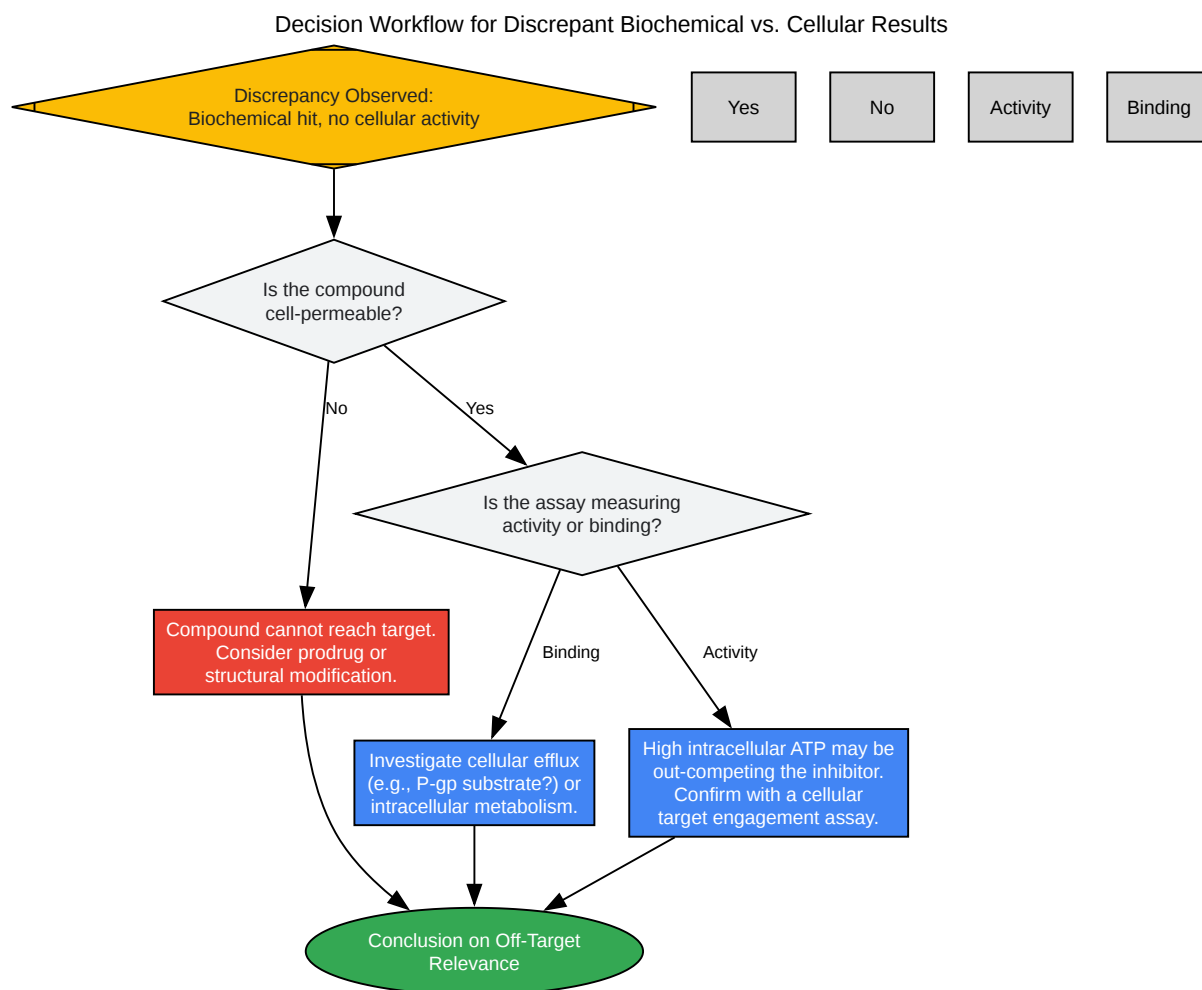 Decision Workflow for Discrepant Biochemical vs. Cellular Results
Discrepancy Observed:
Biochemical hit, no cellular activity
Yes
No
Activity
Binding
Is the compound
cell-permeable?
No
Yes
Is the assay measuring
activity or binding?
Compound cannot reach target.
Consider prodrug or
structural modification.
Binding
Activity
Investigate cellular efflux
(e.g., P-gp substrate?) or
intracellular metabolism.
High intracellular ATP may be
out-competing the inhibitor.
Confirm with a cellular
target engagement assay.
Conclusion on Off-Target
Relevance